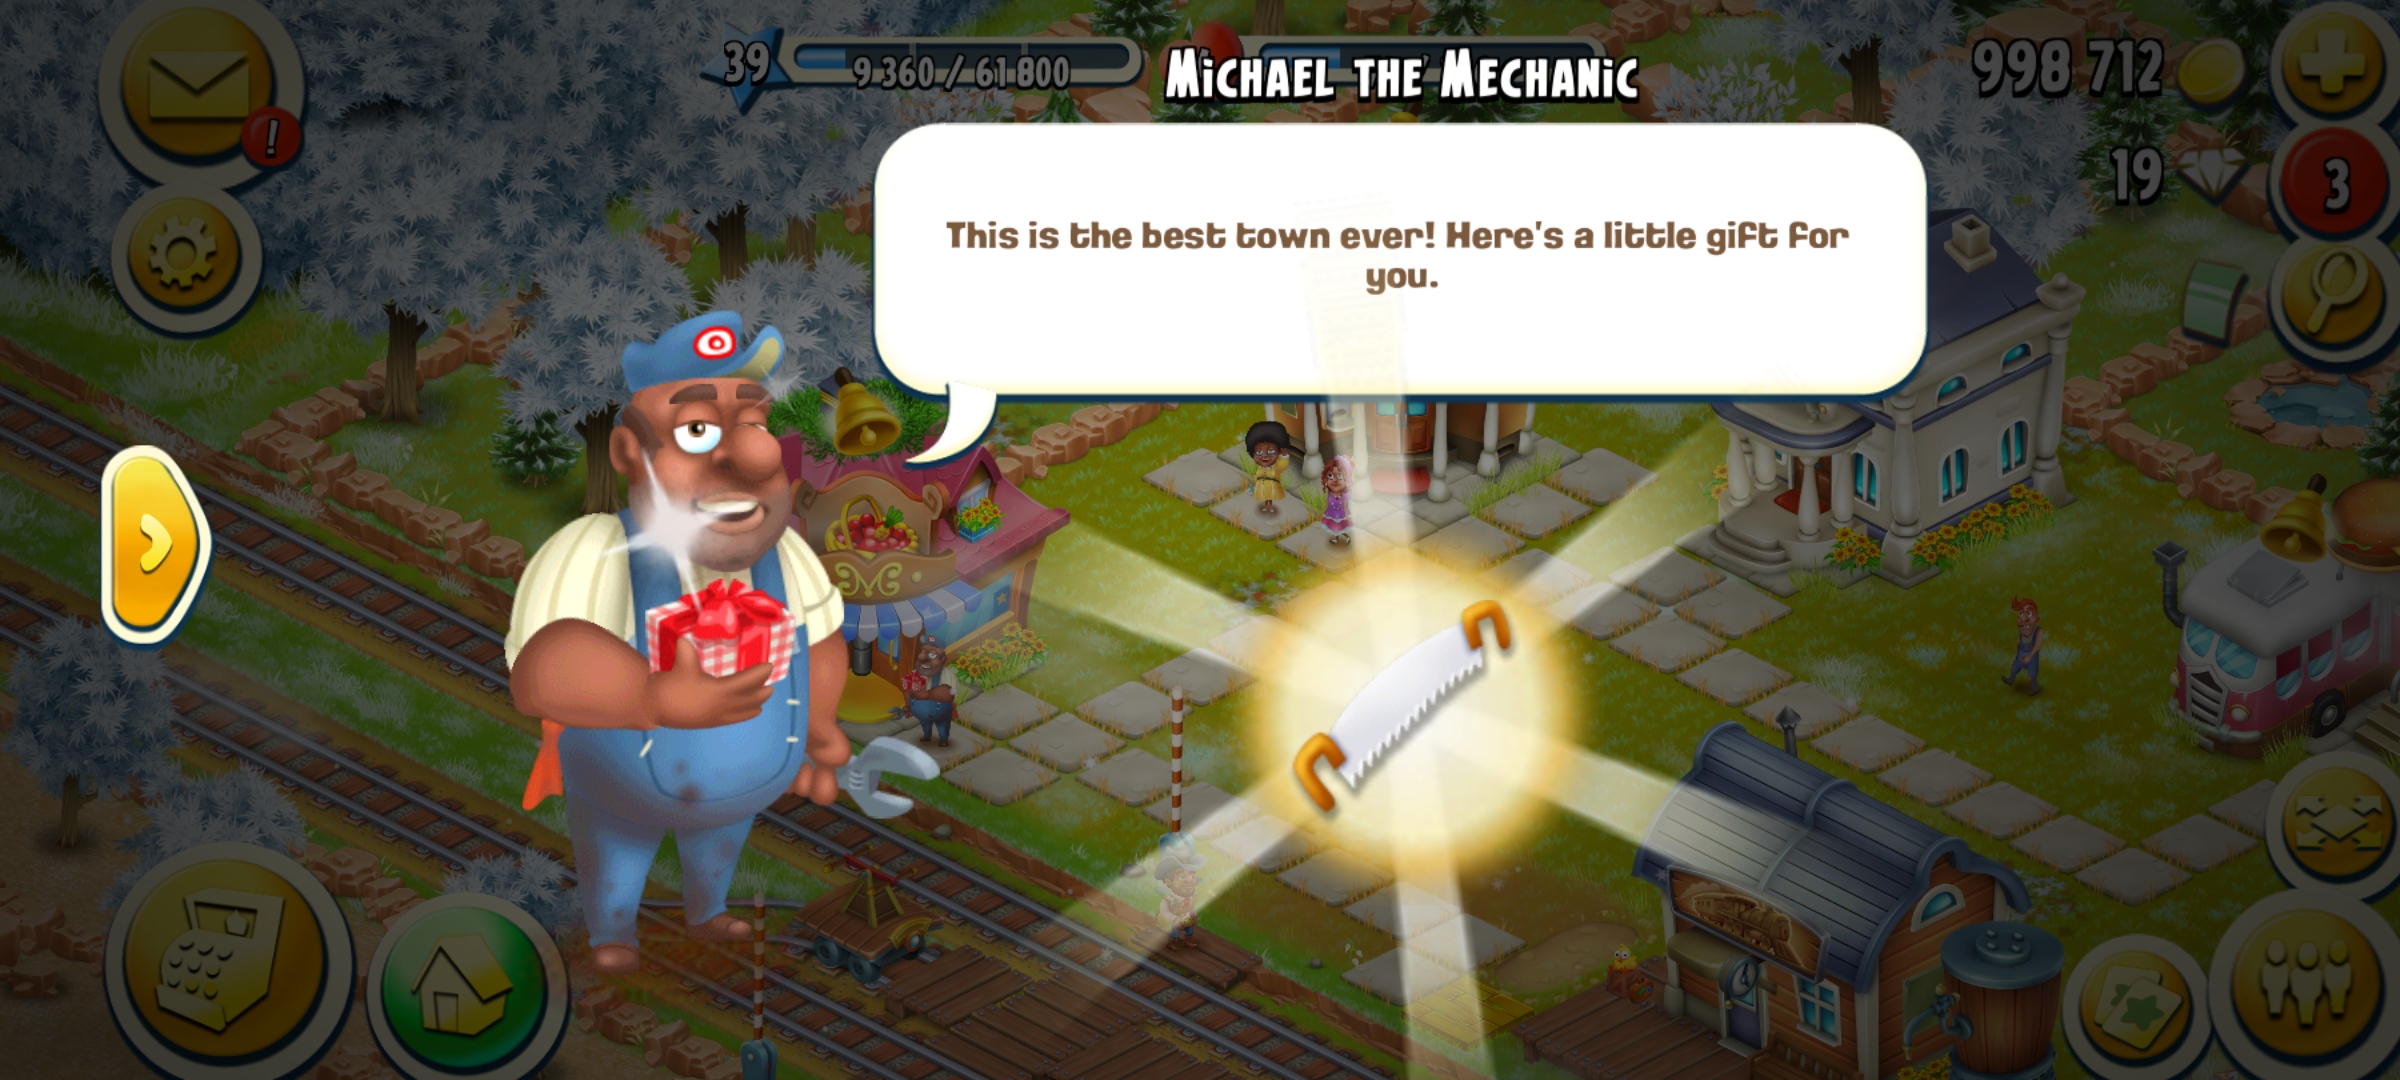 39
9 360 / 61 800
MiCHAEL THE MECHANiC
998 712
!
19
3
This is the best town ever! Here's a little gift for
you.